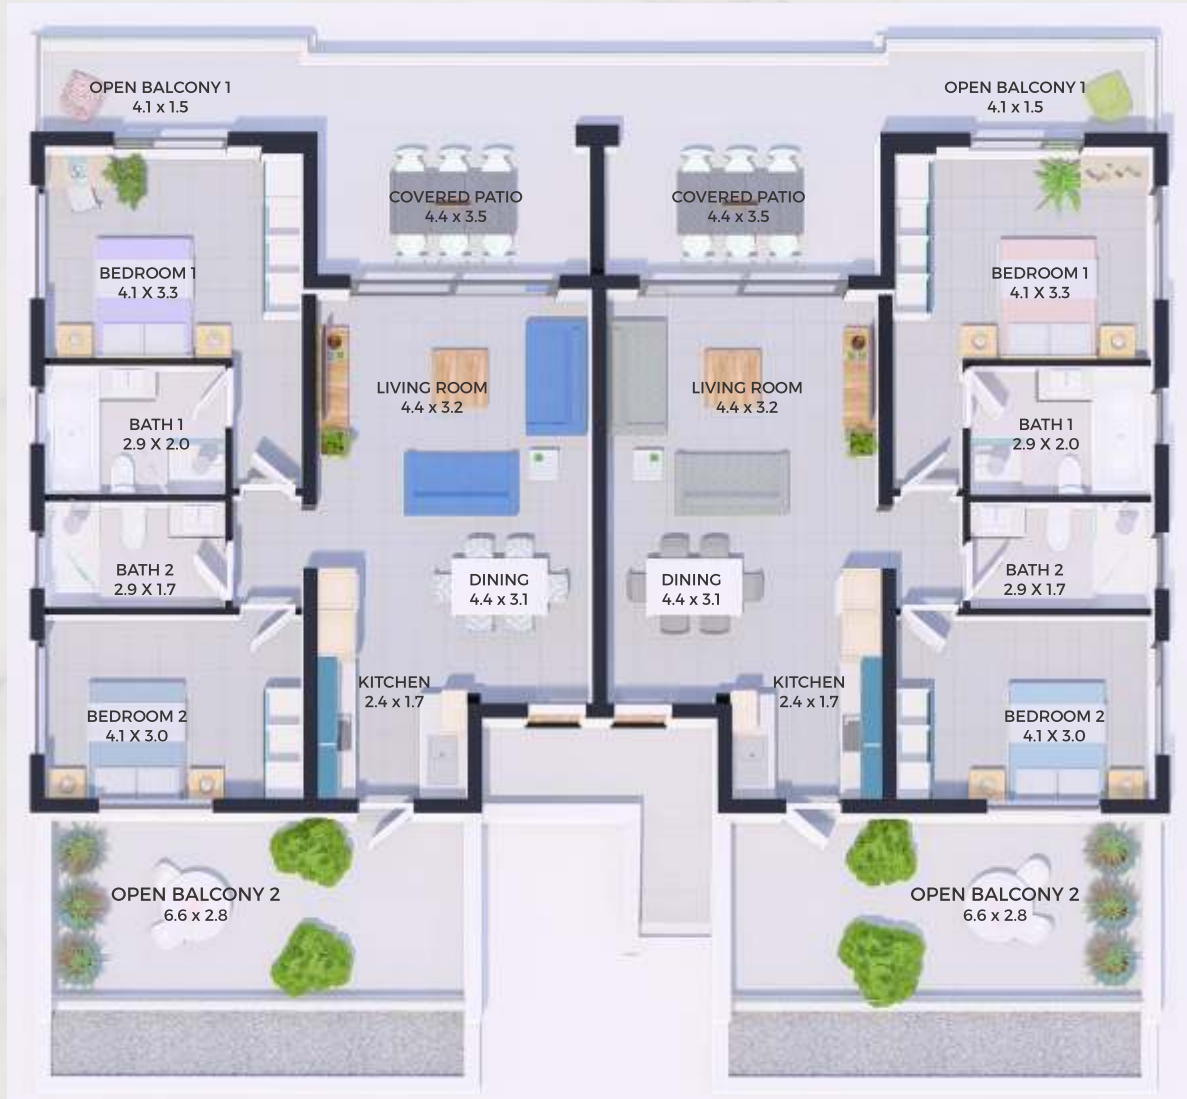 OPEN BALCONY 1
4.1 x 1.5
OPEN BALCONY 1
4.1 x 1.5
COVERED PATIO
4.4 x 3.5
COVERED PATIO
4.4 x 3.5
BEDROOM 1
4.1 X 3.3
BEDROOM 1
4.1 X 3.3
LIVING ROOM
4.4 x 3.2
LIVING ROOM
4.4 x 3.2
BATH 1
2.9 X 2.0
BATH 1
2.9 X 2.0
BATH 2
2.9 X 1.7
DINING
4.4 x 3.1
DINING
4.4 x 3.1
BATH 2
2.9 X 1.7
KITCHEN
2.4 x 1.7
KITCHEN
2.4 x 1.7
BEDROOM 2
4.1 X 3.0
BEDROOM 2
4.1 X 3.0
OPEN BALCONY 2
6.6 x 2.8
OPEN BALCONY 2
6.6 x 2.8